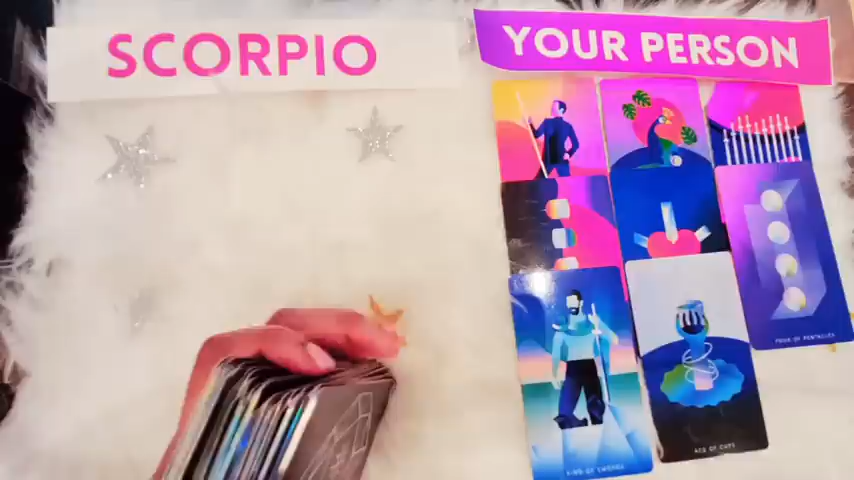 SCORPIO
YOUR PERSON
FOUR OF PENTACLES
KING OF SWORDS
ACE OF CUPS